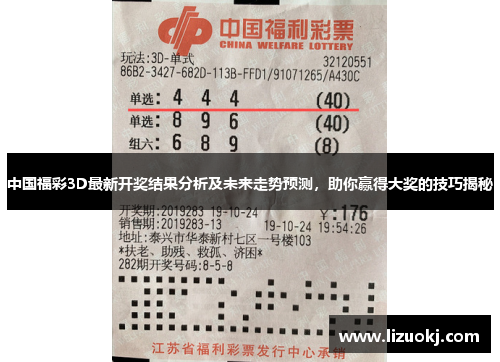 中国福利彩票
CHINA WELFARE LOTTERY
玩法:3D-单式 32120551
86B2-3427-682D-113B-FFD1/91071265/A430C
单选: 4 4 4 (40)
单选: 8 9 6 (40)
组六: 6 8 9 (8)
中国福彩3D最新开奖结果分析及未来走势预测，助你赢得大奖的技巧揭秘
开奖期:2019283 19-10-24 ¥:176
销售期:2019283-13 19-10-24 19:54:26
地址:泰兴市华泰新村七区一号楼103
*扶老、助残、救孤、济困*
282期开奖号码:8-5-8
www.lizuokj.com
江苏省福利彩票发行中心承销